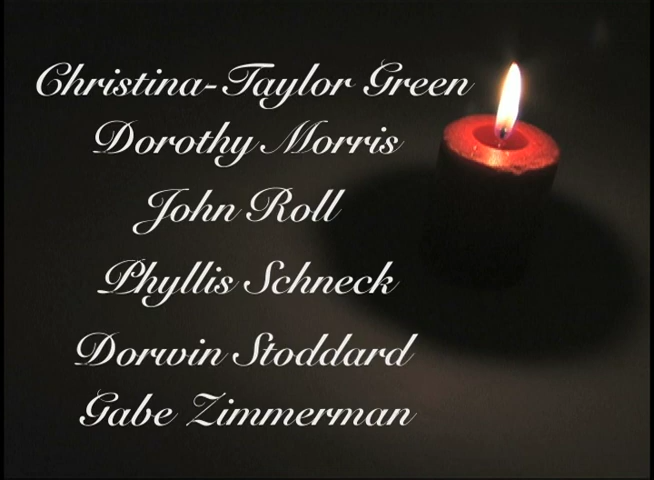 Christina-Taylor Green
Dorothy Morris
John Roll
Phyllis Schneck
Dorwin Stoddard
Gabe Zimmerman